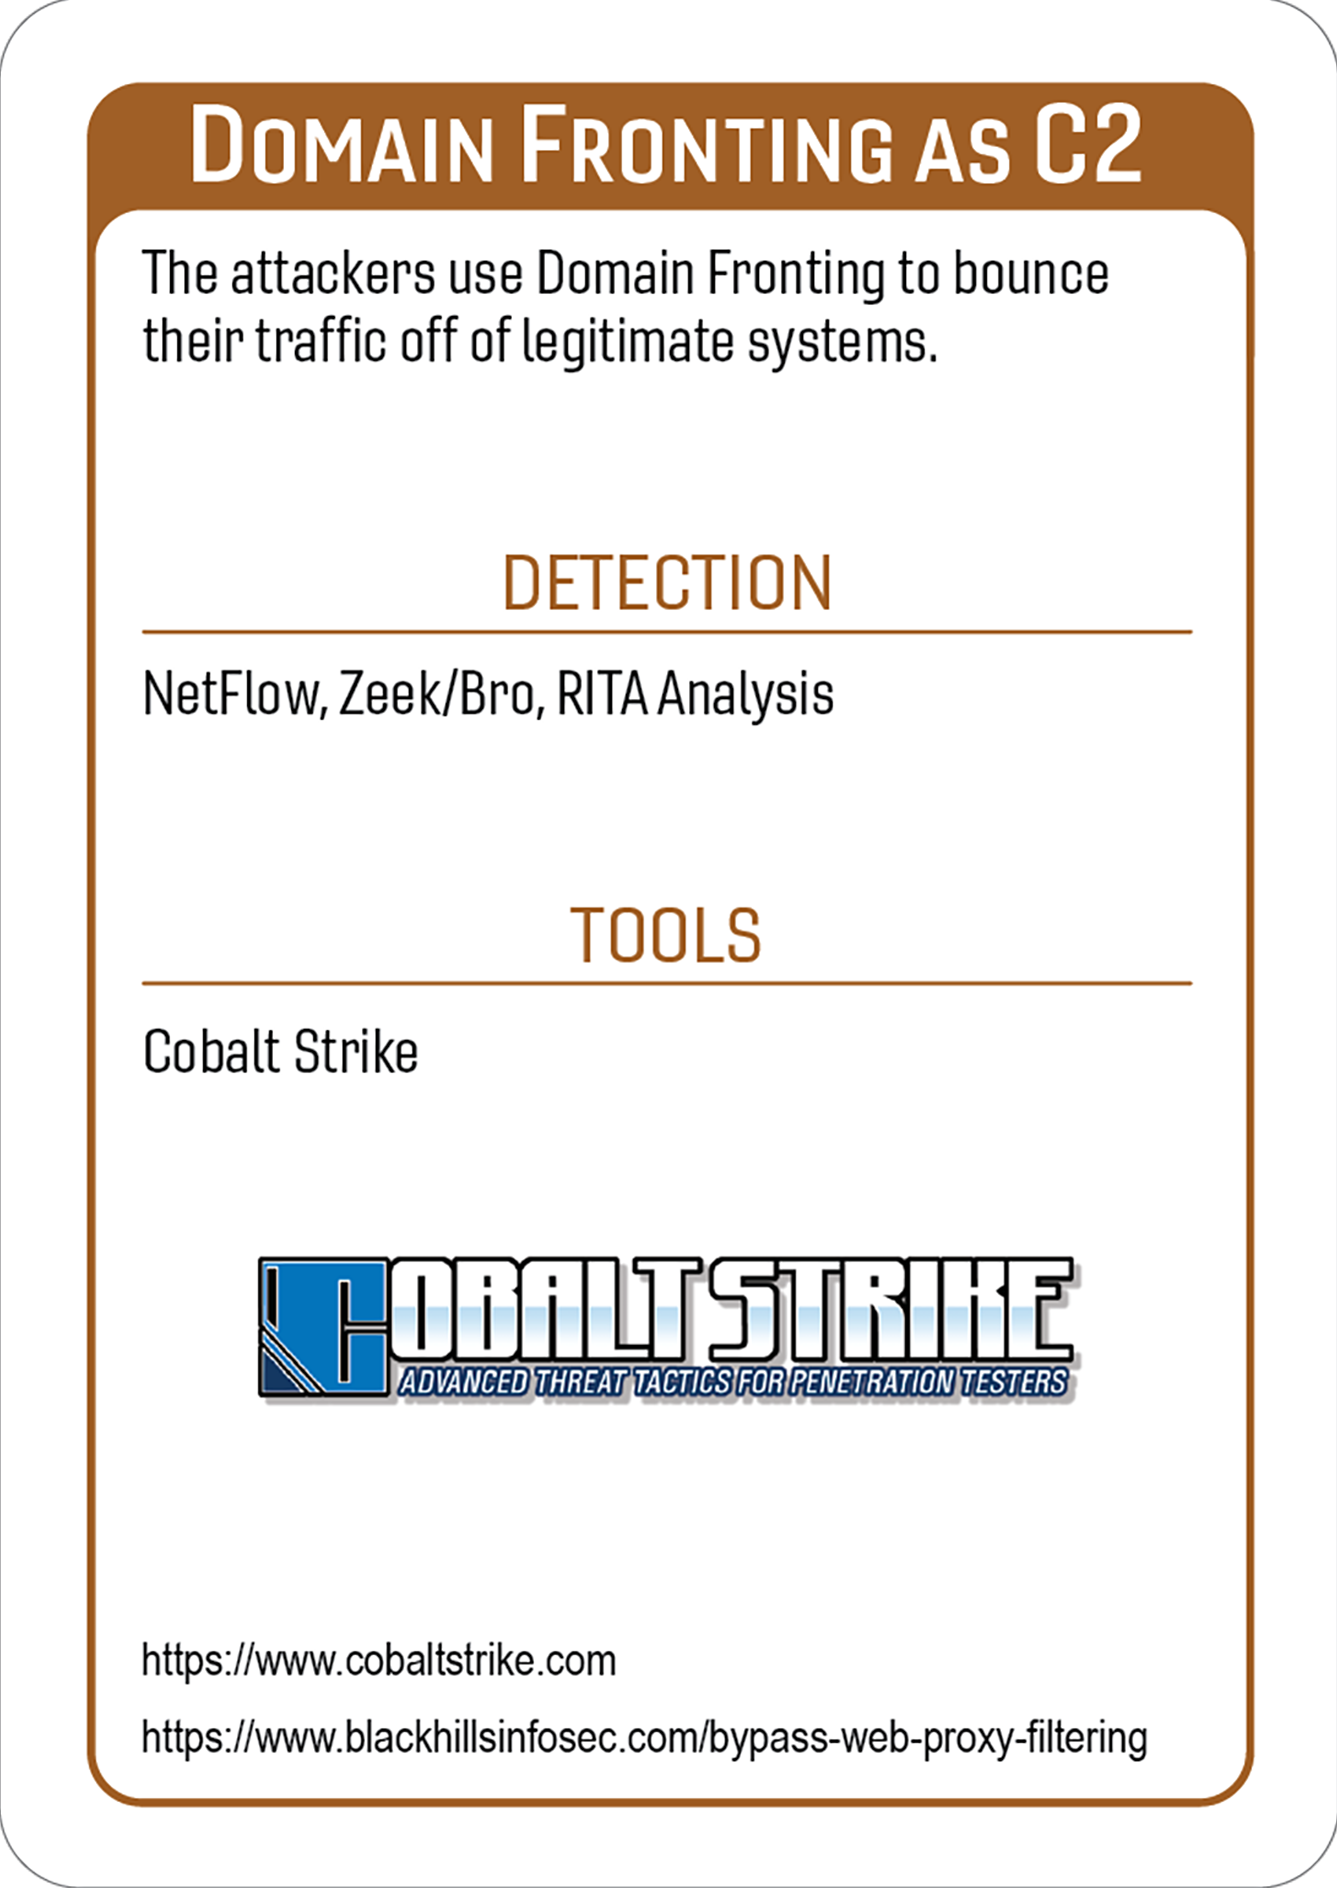 DOMAIN FRONTING AS C2
The attackers use Domain Fronting to bounce
their traffic off of legitimate systems.
DETECTION
NetFlow, Zeek/Bro, RITA Analysis
TOOLS
Cobalt Strike
COBALT STRIKE
ADVANCED THREAT TACTICS FOR PENETRATION TESTERS
https://www.cobaltstrike.com
https://www.blackhillsinfosec.com/bypass-web-proxy-filtering